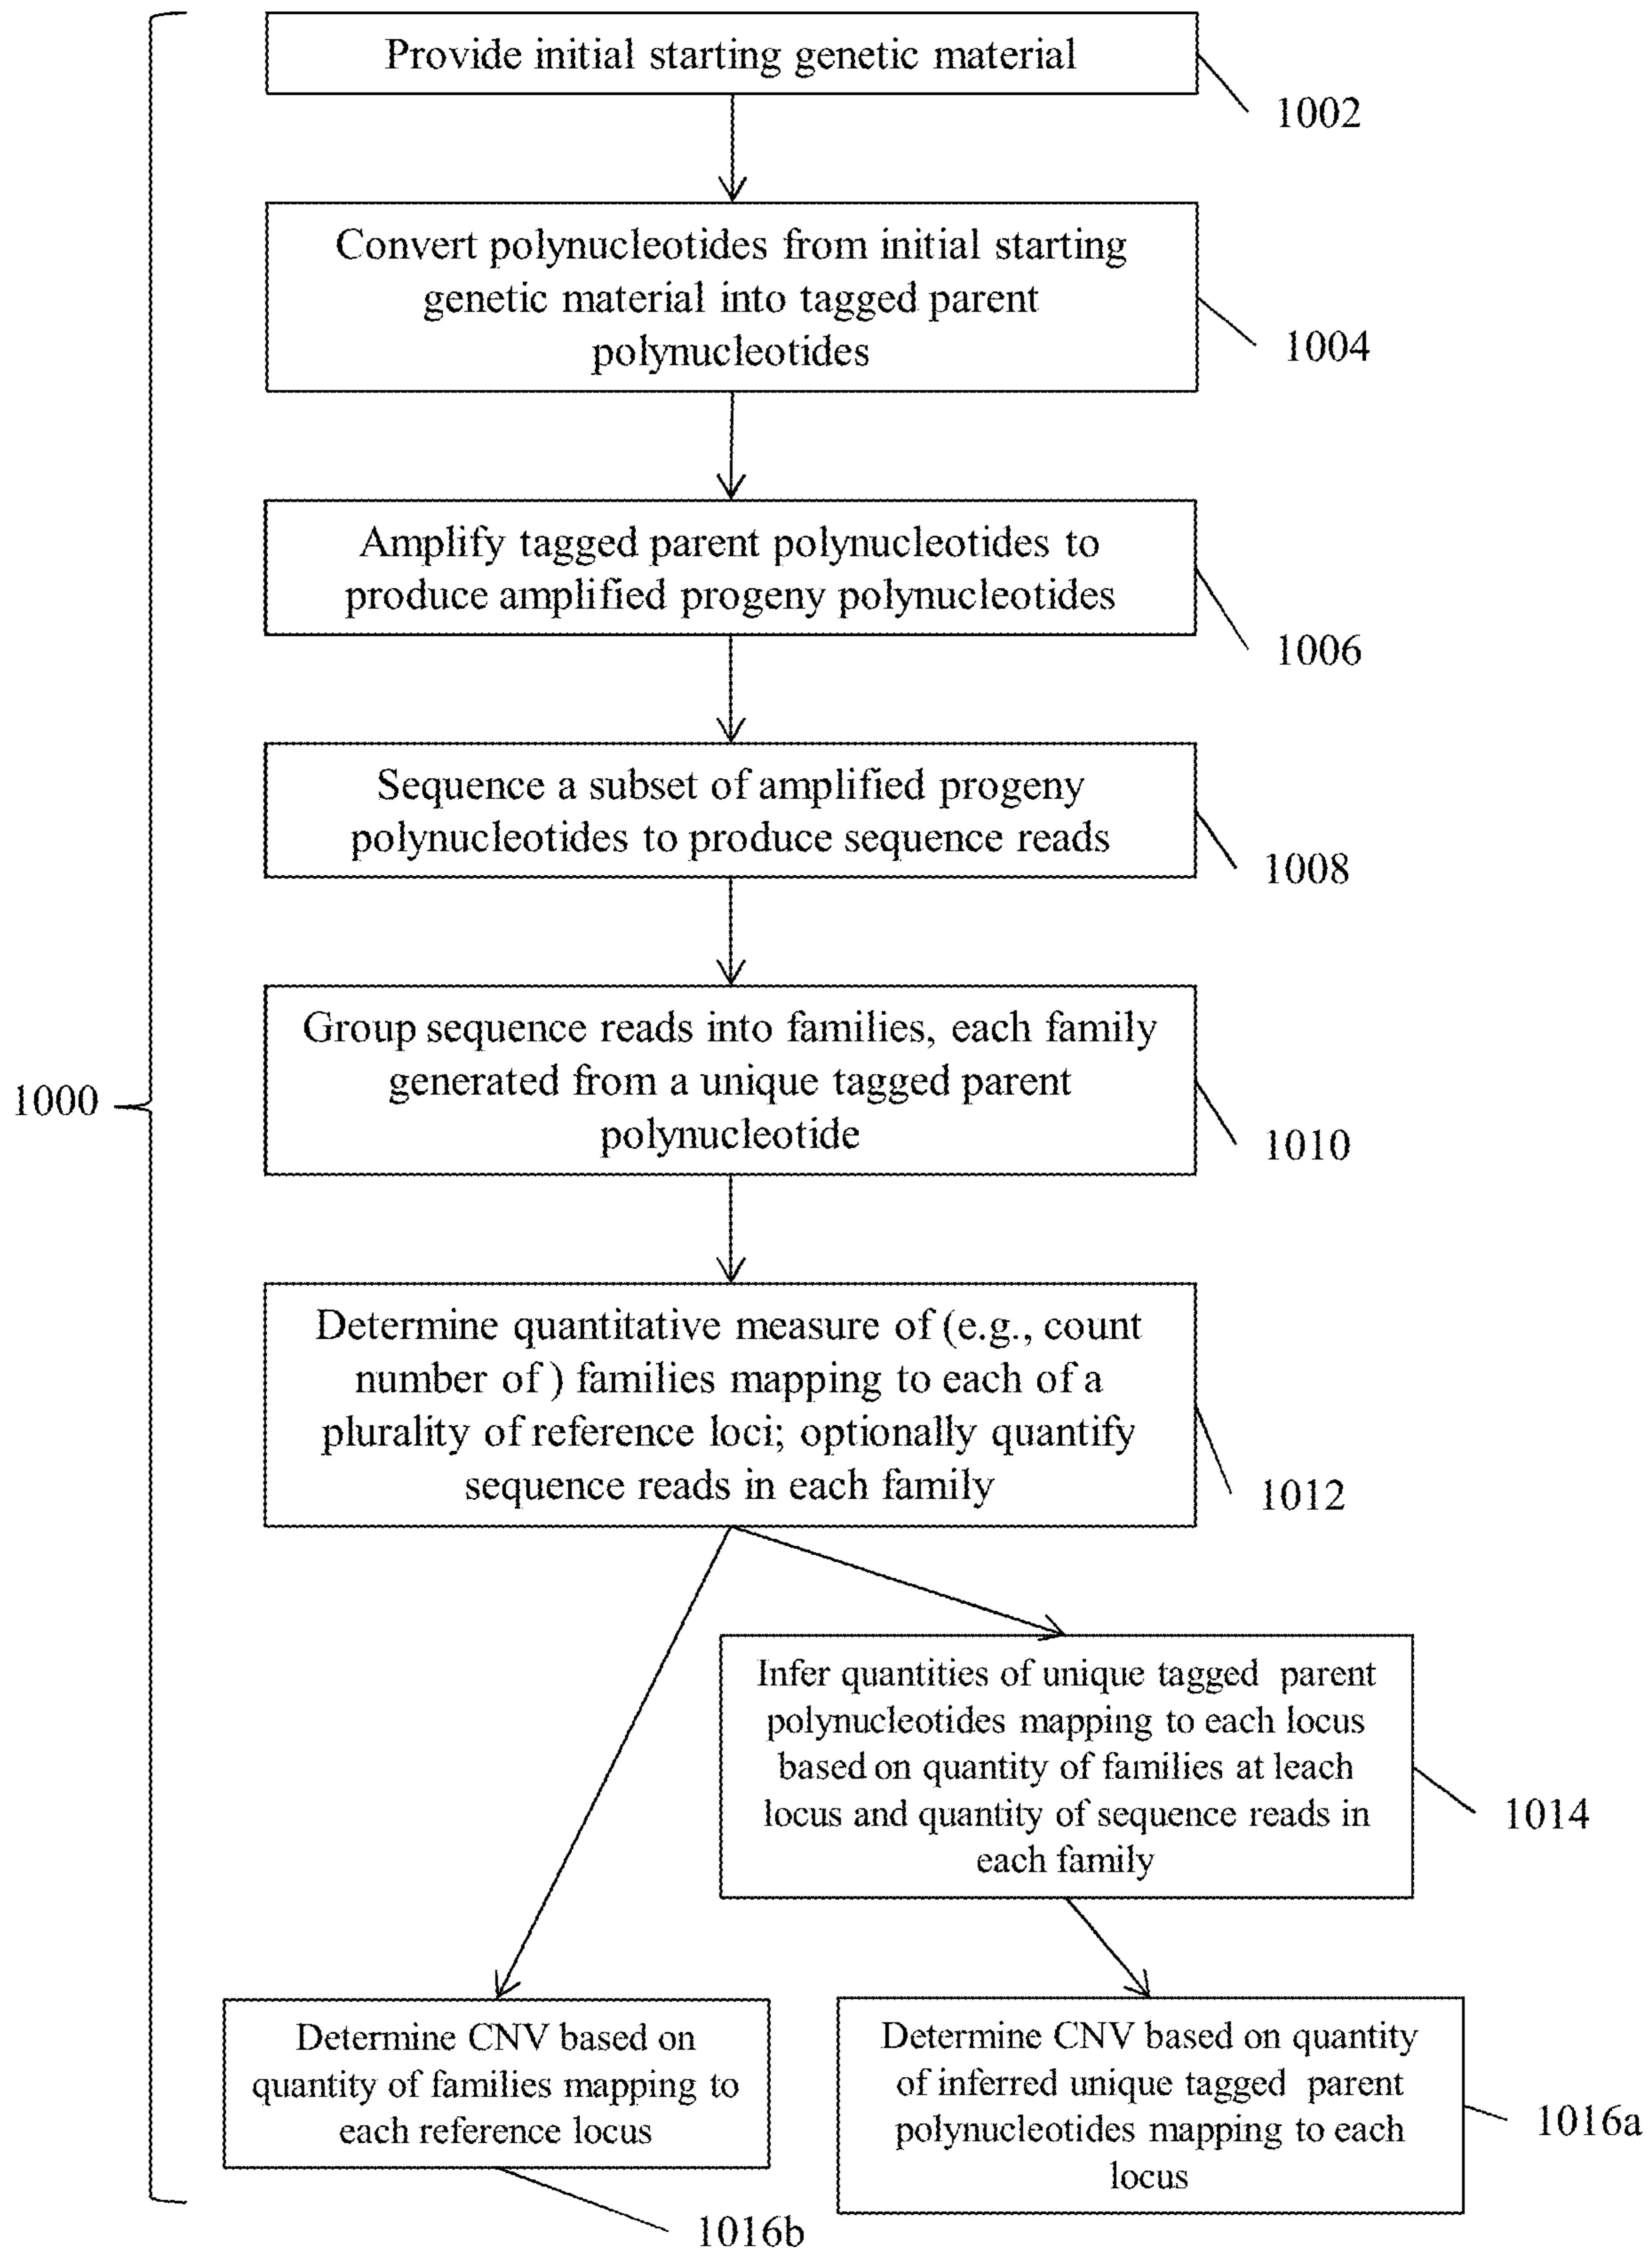 Provide initial starting genetic material
1002
Convert polynucleotides from initial starting
genetic material into tagged parent
polynucleotides
1004
Amplify tagged parent polynucleotides to
produce amplified progeny polynucleotides
1006
Sequence a subset of amplified progeny
polynucleotides to produce sequence reads
1008
Group sequence reads into families, each family
generated from a unique tagged parent
polynucleotide
1010
1000
Determine quantitative measure of (e.g., count
number of ) families mapping to each of a
plurality of reference loci; optionally quantify
sequence reads in each family
1012
Infer quantities of unique tagged parent
polynucleotides mapping to each locus
based on quantity of families at leach
locus and quantity of sequence reads in
each family
1014
Determine CNV based on
quantity of families mapping to
each reference locus
1016b
Determine CNV based on quantity
of inferred unique tagged parent
polynucleotides mapping to each
locus
1016a